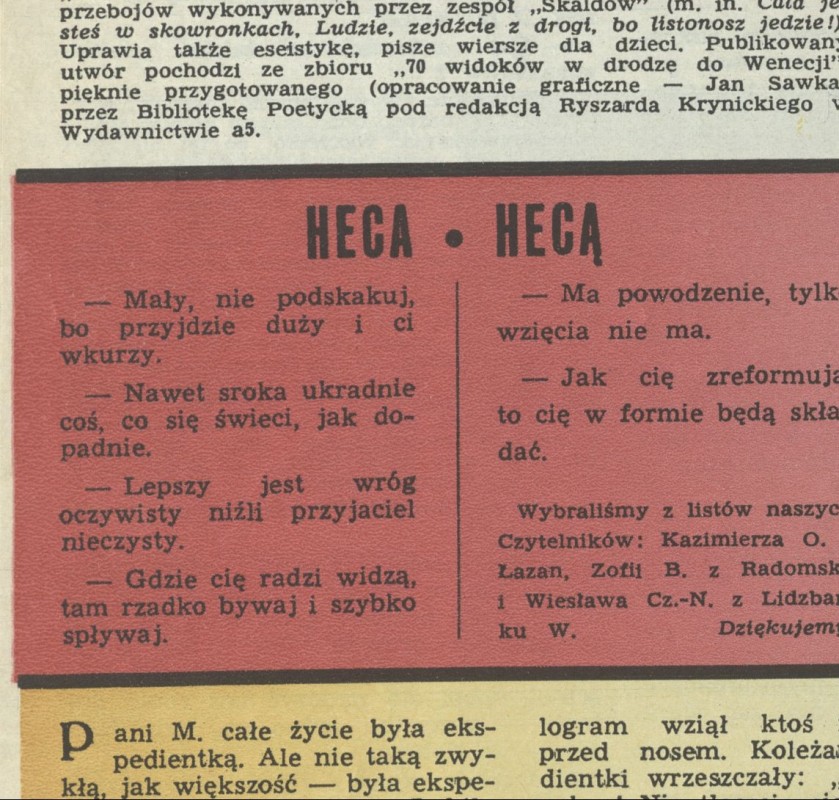 przebojów wykonywanych przez zespół „Skaldów” (m. in. Cała je
steś w skowronkach, Ludzie, zejdźcie z drogi, bo listonosz jedzie!)
Uprawia także eseistykę, pisze wiersze dla dzieci. Publikowany
utwór pochodzi ze zbioru „70 widoków w drodze do Wenecji”
pięknie przygotowanego (opracowanie graficzne — Jan Sawka
przez Bibliotekę Poetycką pod redakcją Ryszarda Krynickiego w
Wydawnictwie a5.
HECA • HECĄ
— Mały, nie podskakuj,
bo przyjdzie duży i ci
wkurzy.
— Nawet sroka ukradnie
coś, co się świeci, jak do-
padnie.
— Lepszy jest wróg
oczywisty niźli przyjaciel
nieczysty.
— Gdzie cię radzi widzą,
tam rzadko bywaj i szybko
spływaj.
— Ma powodzenie, tylk
wzięcia nie ma.
— Jak cię zreformują
to cię w formie będą skła
dać.
Wybraliśmy z listów naszyc
Czytelników: Kazimierza O.
Łazan, Zofii B. z Radomsk
i Wiesława Cz.-N. z Lidzbar
ku W. Dziękujemy
Pani M. całe życie była eks-
pedientką. Ale nie taką zwy-
kłą, jak większość — była ekspe-
logram wziął ktoś
przed nosem. Koleża
dientki wrzeszczały: